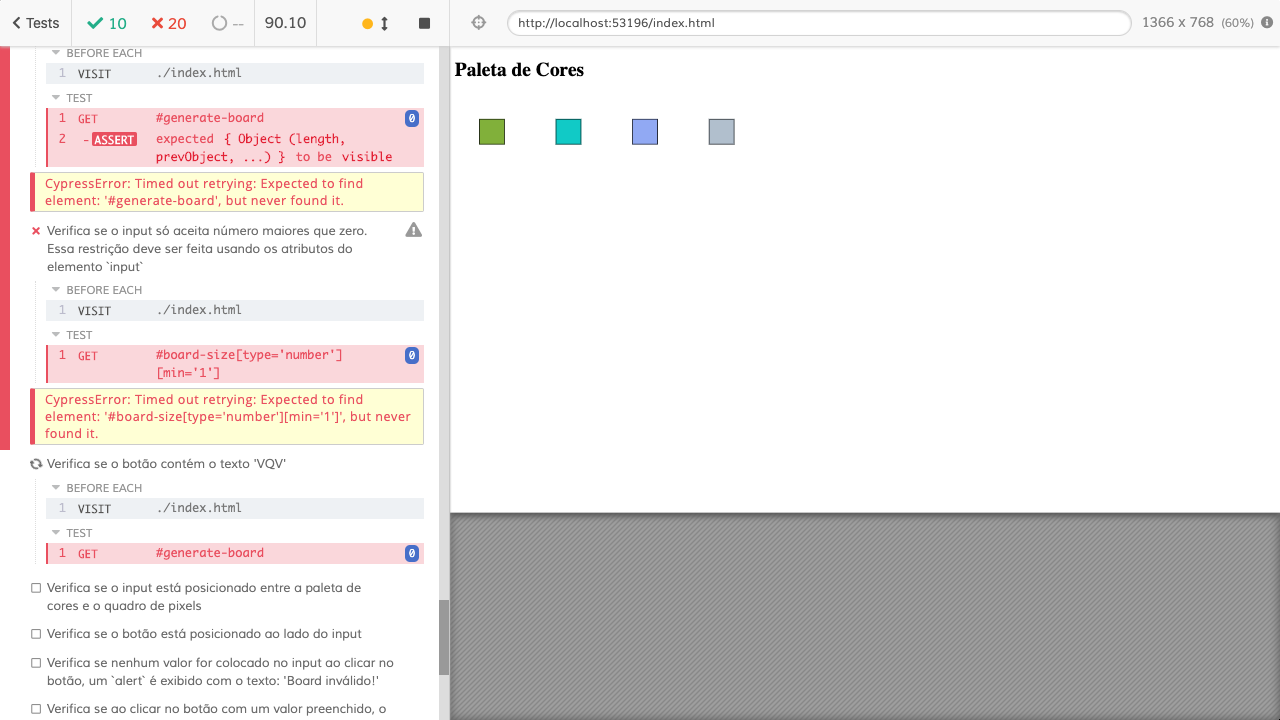 Tests 10 20 -- 90.10
http://localhost:53196/index.html 1366 x 768 (60%)
BEFORE EACH
1 VISIT ./index.html
TEST
1 GET #generate-board 0
2 -ASSERT expected { Object (length,
prevObject, ...) } to be visible
CypressError: Timed out retrying: Expected to find
element: '#generate-board', but never found it.
Verifica se o input só aceita número maiores que zero.
Essa restrição deve ser feita usando os atributos do
elemento `input`
BEFORE EACH
1 VISIT ./index.html
TEST
1 GET #board-size[type='number'] 0
[min='1']
CypressError: Timed out retrying: Expected to find
element: '#board-size[type='number'][min='1']', but never
found it.
Verifica se o botão contém o texto 'VQV'
BEFORE EACH
1 VISIT ./index.html
TEST
1 GET #generate-board 0
Verifica se o input está posicionado entre a paleta de
cores e o quadro de pixels
Verifica se o botão está posicionado ao lado do input
Verifica se nenhum valor for colocado no input ao clicar no
botão, um `alert` é exibido com o texto: 'Board inválido!'
Verifica se ao clicar no botão com um valor preenchido, o
Paleta de Cores